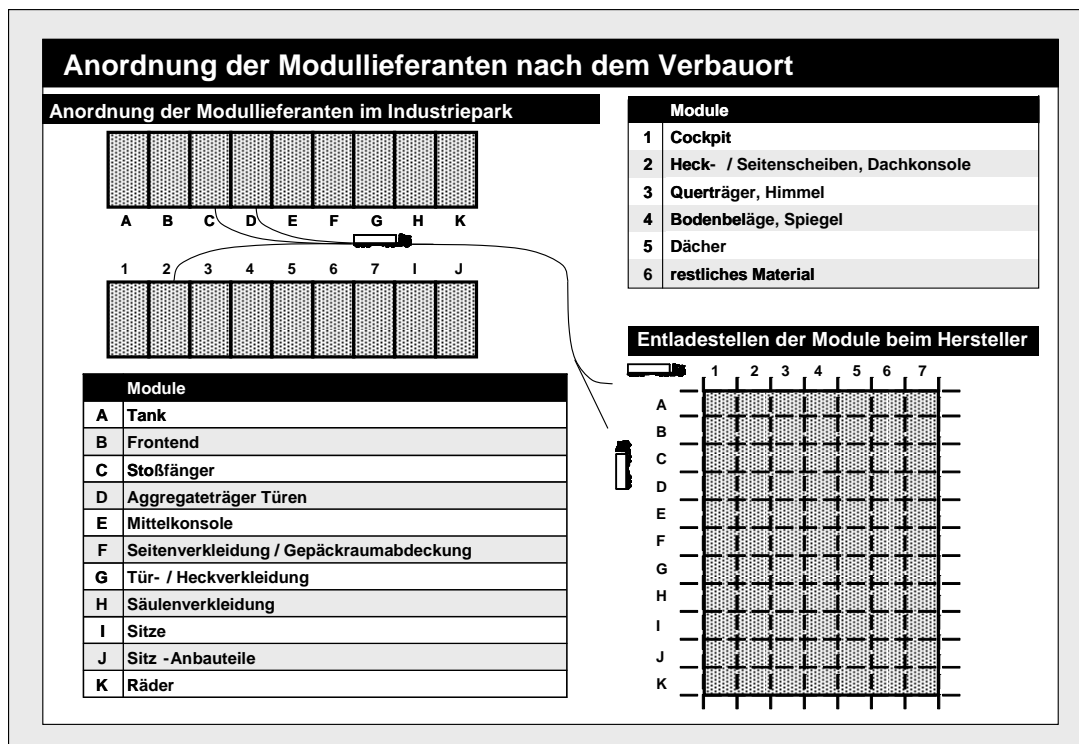 Anordnung der Modullieferanten nach dem Verbauort
Anordnung der Modullieferanten im Industriepark
A B C D E F G H K
1 2 3 4 5 6 7 I J
Module
A Tank
B Frontend
C Stoßfänger
D Aggregateträger Türen
E Mittelkonsole
F Seitenverkleidung / Gepäckraumabdeckung
G Tür- / Heckverkleidung
H Säulenverkleidung
I Sitze
J Sitz -Anbauteile
K Räder
Module
1 Cockpit
2 Heck- / Seitenscheiben, Dachkonsole
3 Querträger, Himmel
4 Bodenbeläge, Spiegel
5 Dächer
6 restliches Material
Entladestellen der Module beim Hersteller
1 2 3 4 5 6 7
A
B
C
D
E
F
G
H
I
J
K